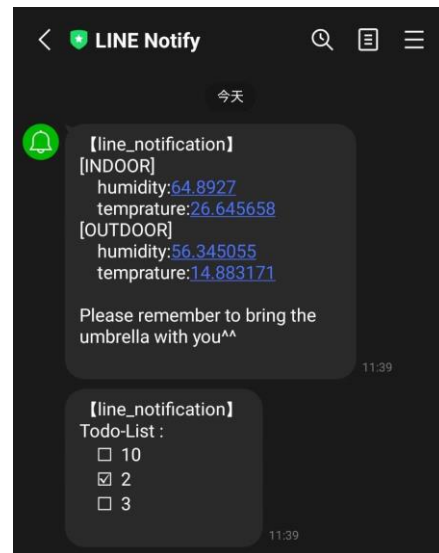 LINE Notify
今天
【line_notification】
[INDOOR]
humidity:64.8927
temprature:26.645658
[OUTDOOR]
humidity:56.345055
temprature:14.883171
Please remember to bring the
umbrella with you^^
11:39
【line_notification】
Todo-List :
☐ 10
☑ 2
☐ 3
11:39